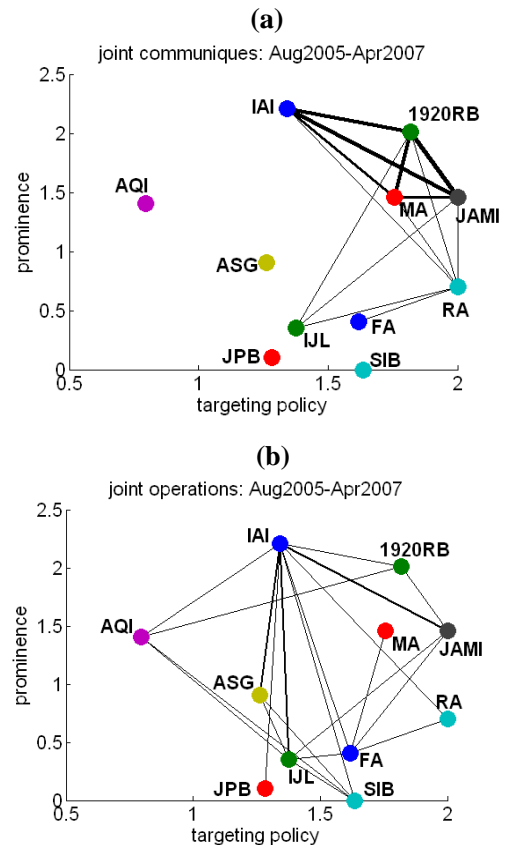 (a)
joint communiques: Aug2005-Apr2007
2.5
IAI
1920RB
2
AQI
1.5
MA
JAMI
prominence
1
ASG
RA
0.5
IJL
FA
JPB
SIB
0
0.5
1
1.5
2
targeting policy
(b)
joint operations: Aug2005-Apr2007
2.5
IAI
1920RB
2
AQI
1.5
MA
JAMI
prominence
1
ASG
RA
0.5
IJL
FA
JPB
SIB
0
0.5
1
1.5
2
targeting policy